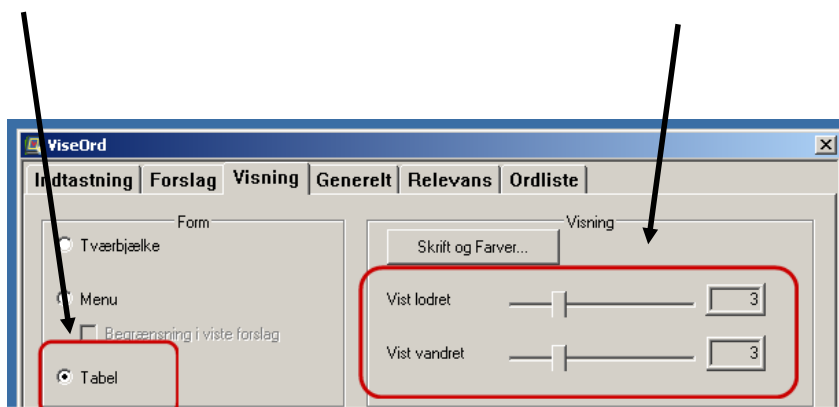 ViseOrd
Indtastning Forslag Visning Generelt Relevans Ordliste
Form
Tværbjælke
Menu
Begrænsning i viste forslag
Tabel
Visning
Skrift og Farver...
Vist lodret 3
Vist vandret 3